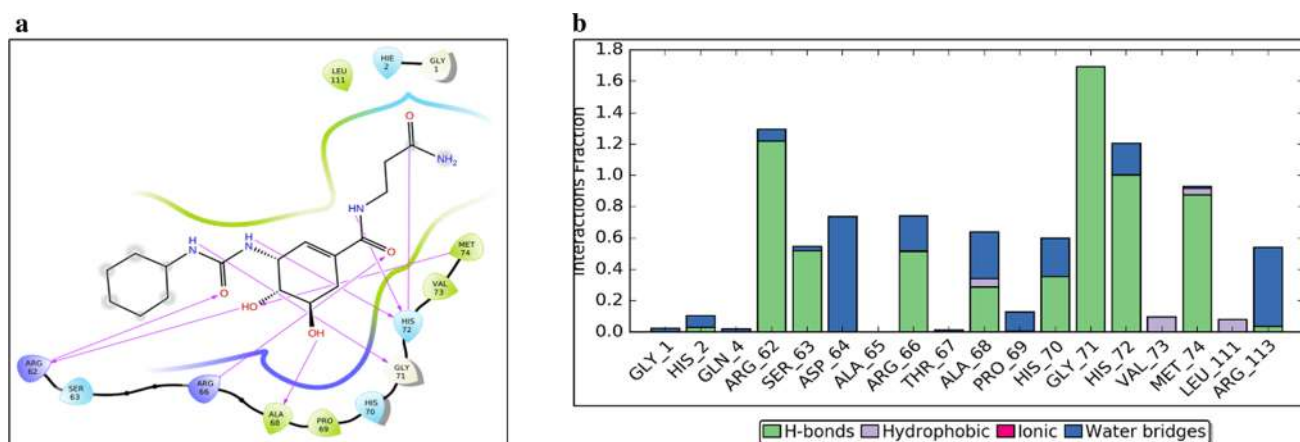 a
b
HIE
2
GLY
1
LEU
111
O
NH₂
NH
MET
74
VAL
73
H
N
H
N
O
O
HO
OH
HIS
72
GLY
71
ARG
62
SER
63
ARG
66
ALA
68
PRO
69
HIS
70
Interactions Fraction
1.8
1.6
1.4
1.2
1.0
0.8
0.6
0.4
0.2
0.0
GLY_1
HIS_2
GLN_4
ARG_62
SER_63
ASP_64
ALA_65
ARG_66
THR_67
ALA_68
PRO_69
HIS_70
GLY_71
HIS_72
VAL_73
MET_74
LEU_111
ARG_113
H-bonds Hydrophobic Ionic Water bridges